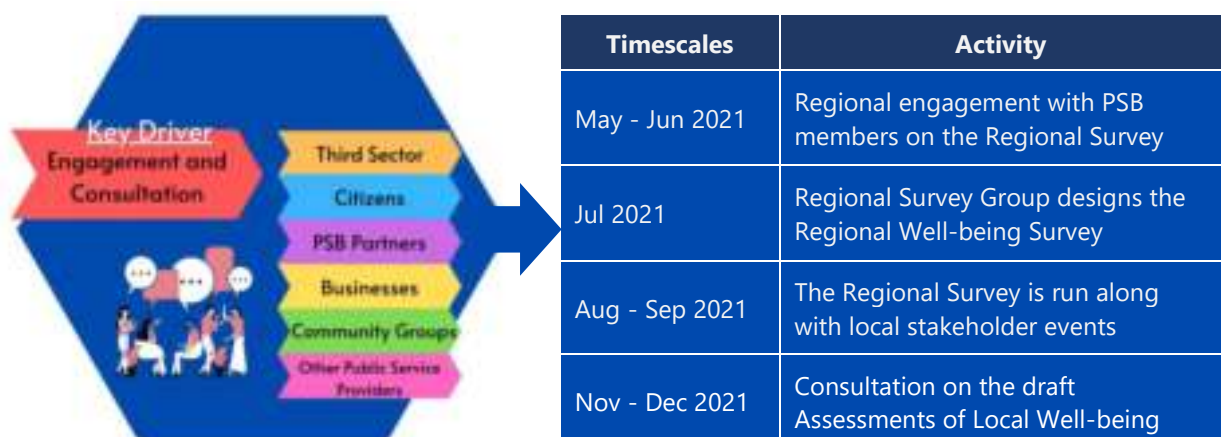 Key Driver
Engagement and
Consultation
Third Sector
Citizens
PSB Partners
Businesses
Community Groups
Other Public Service
Providers
Timescales Activity
May - Jun 2021 Regional engagement with PSB
members on the Regional Survey
Jul 2021 Regional Survey Group designs the
Regional Well-being Survey
Aug - Sep 2021 The Regional Survey is run along
with local stakeholder events
Nov - Dec 2021 Consultation on the draft
Assessments of Local Well-being